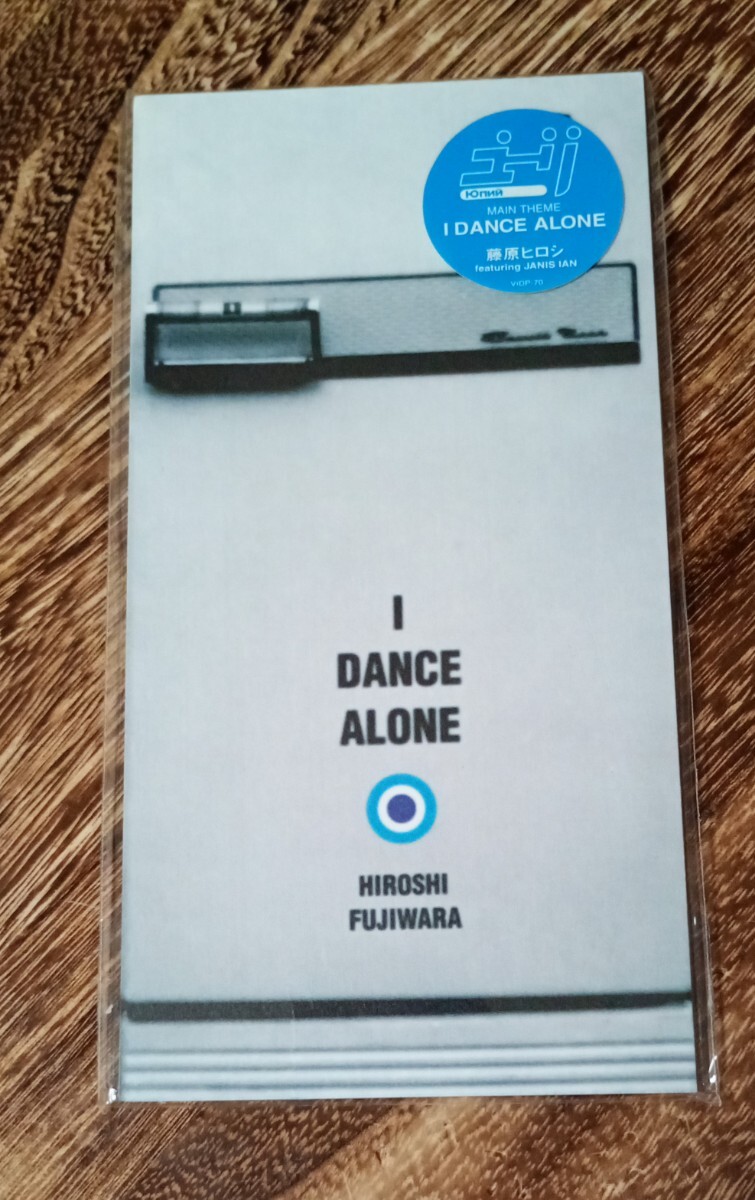 ユーリ
Юпий
MAIN THEME
I DANCE ALONE
藤原ヒロシ
featuring JANIS IAN
VIDP 70
I
DANCE
ALONE
HIROSHI
FUJIWARA